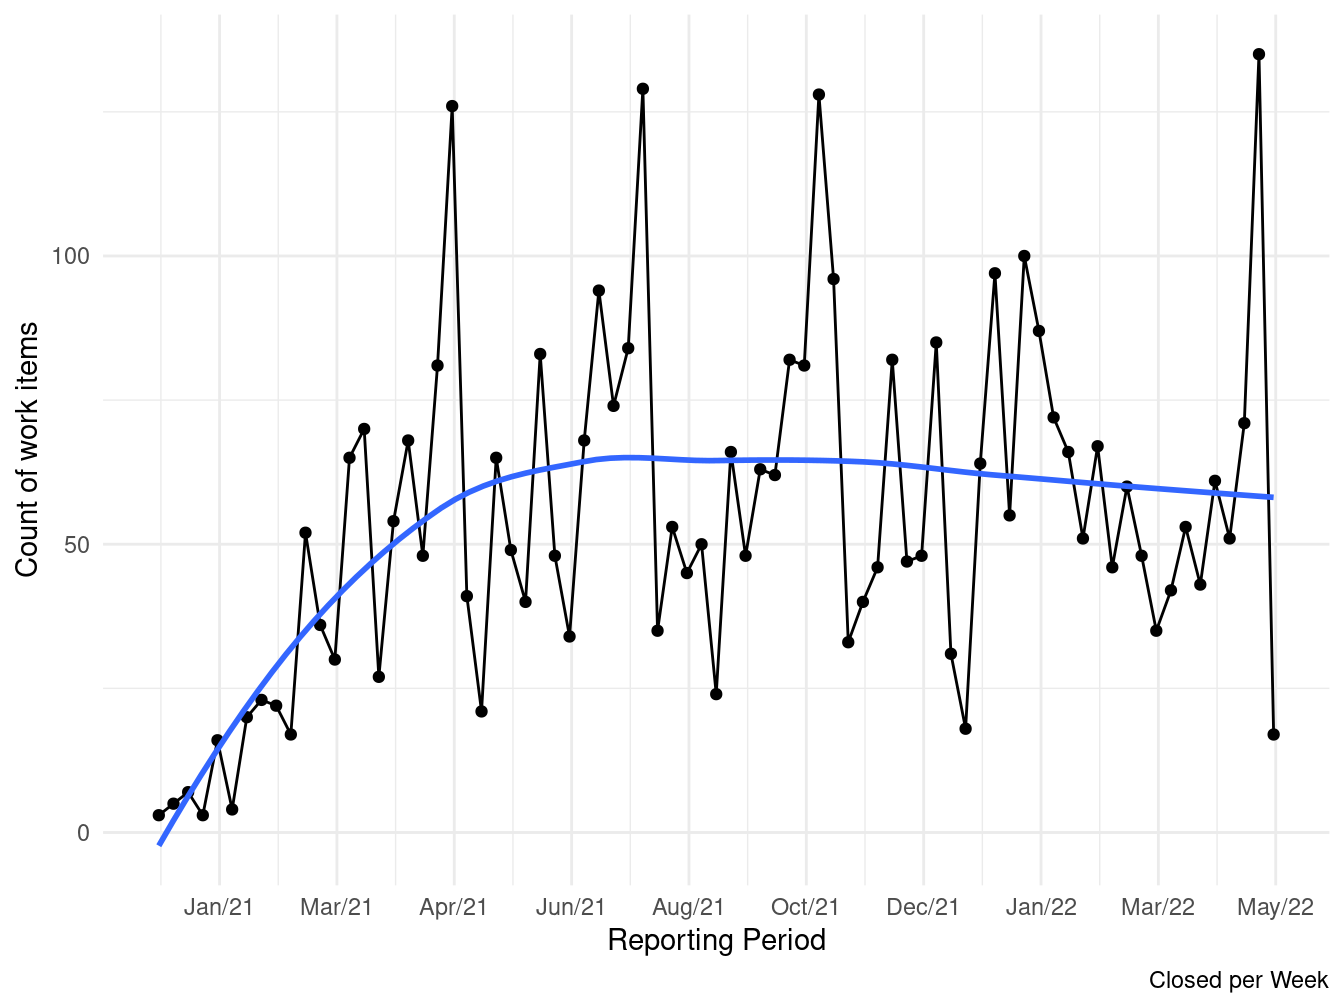 Count of work items
100
50
0
Jan/21 Mar/21 Apr/21 Jun/21 Aug/21 Oct/21 Dec/21 Jan/22 Mar/22 May/22
Reporting Period
Closed per Week